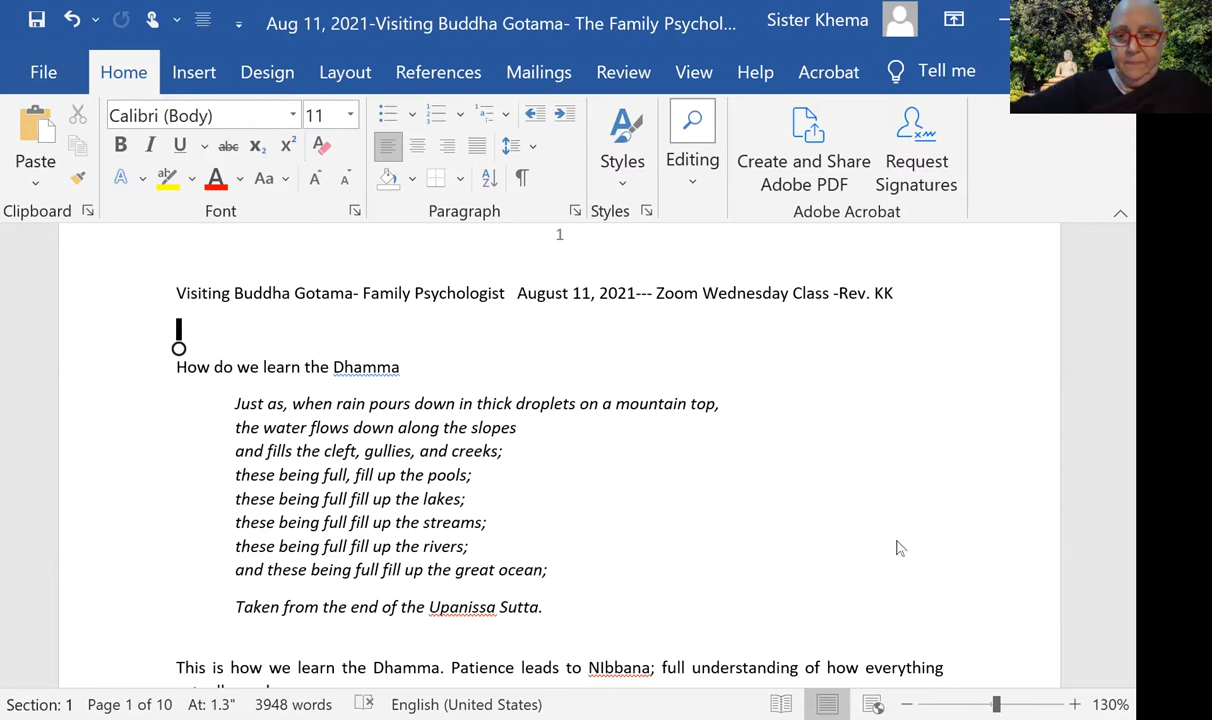 Aug 11, 2021-Visiting Buddha Gotama- The Family Psychol...
Sister Khema
File Home Insert Design Layout References Mailings Review View Help Acrobat Tell me
Calibri (Body) 11
Paste
Styles
Editing
Create and Share Adobe PDF
Request Signatures
Clipboard Font Paragraph Styles Adobe Acrobat
1
Visiting Buddha Gotama- Family Psychologist August 11, 2021--- Zoom Wednesday Class -Rev. KK
How do we learn the Dhamma
Just as, when rain pours down in thick droplets on a mountain top,
the water flows down along the slopes
and fills the cleft, gullies, and creeks;
these being full, fill up the pools;
these being full fill up the lakes;
these being full fill up the streams;
these being full fill up the rivers;
and these being full fill up the great ocean;
Taken from the end of the Upanissa Sutta.
This is how we learn the Dhamma. Patience leads to NIbbana; full understanding of how everything
Section: 1 Page 1 of 10 At: 1.3" 3948 words English (United States) 130%